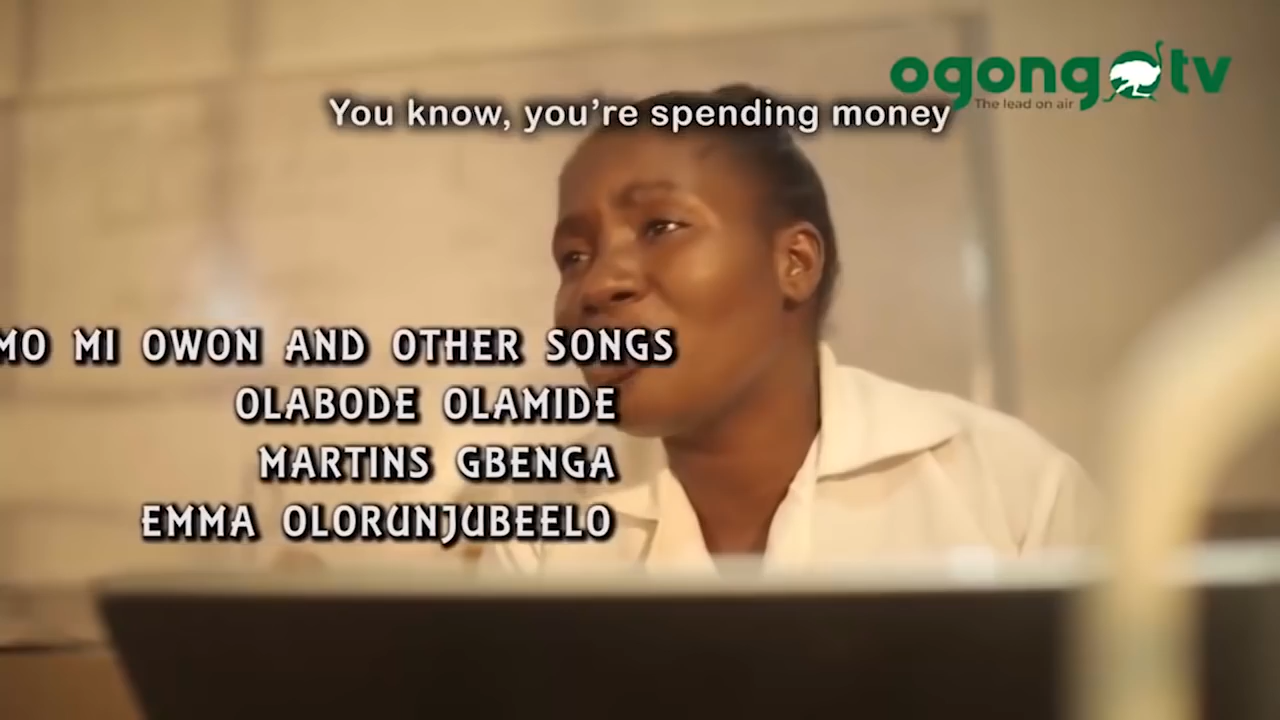 ogongo tv
The lead on air
You know, you're spending money
MO MI OWON AND OTHER SONGS
OLABODE OLAMIDE
MARTINS GBENGA
EMMA OLORUNJUBEELO